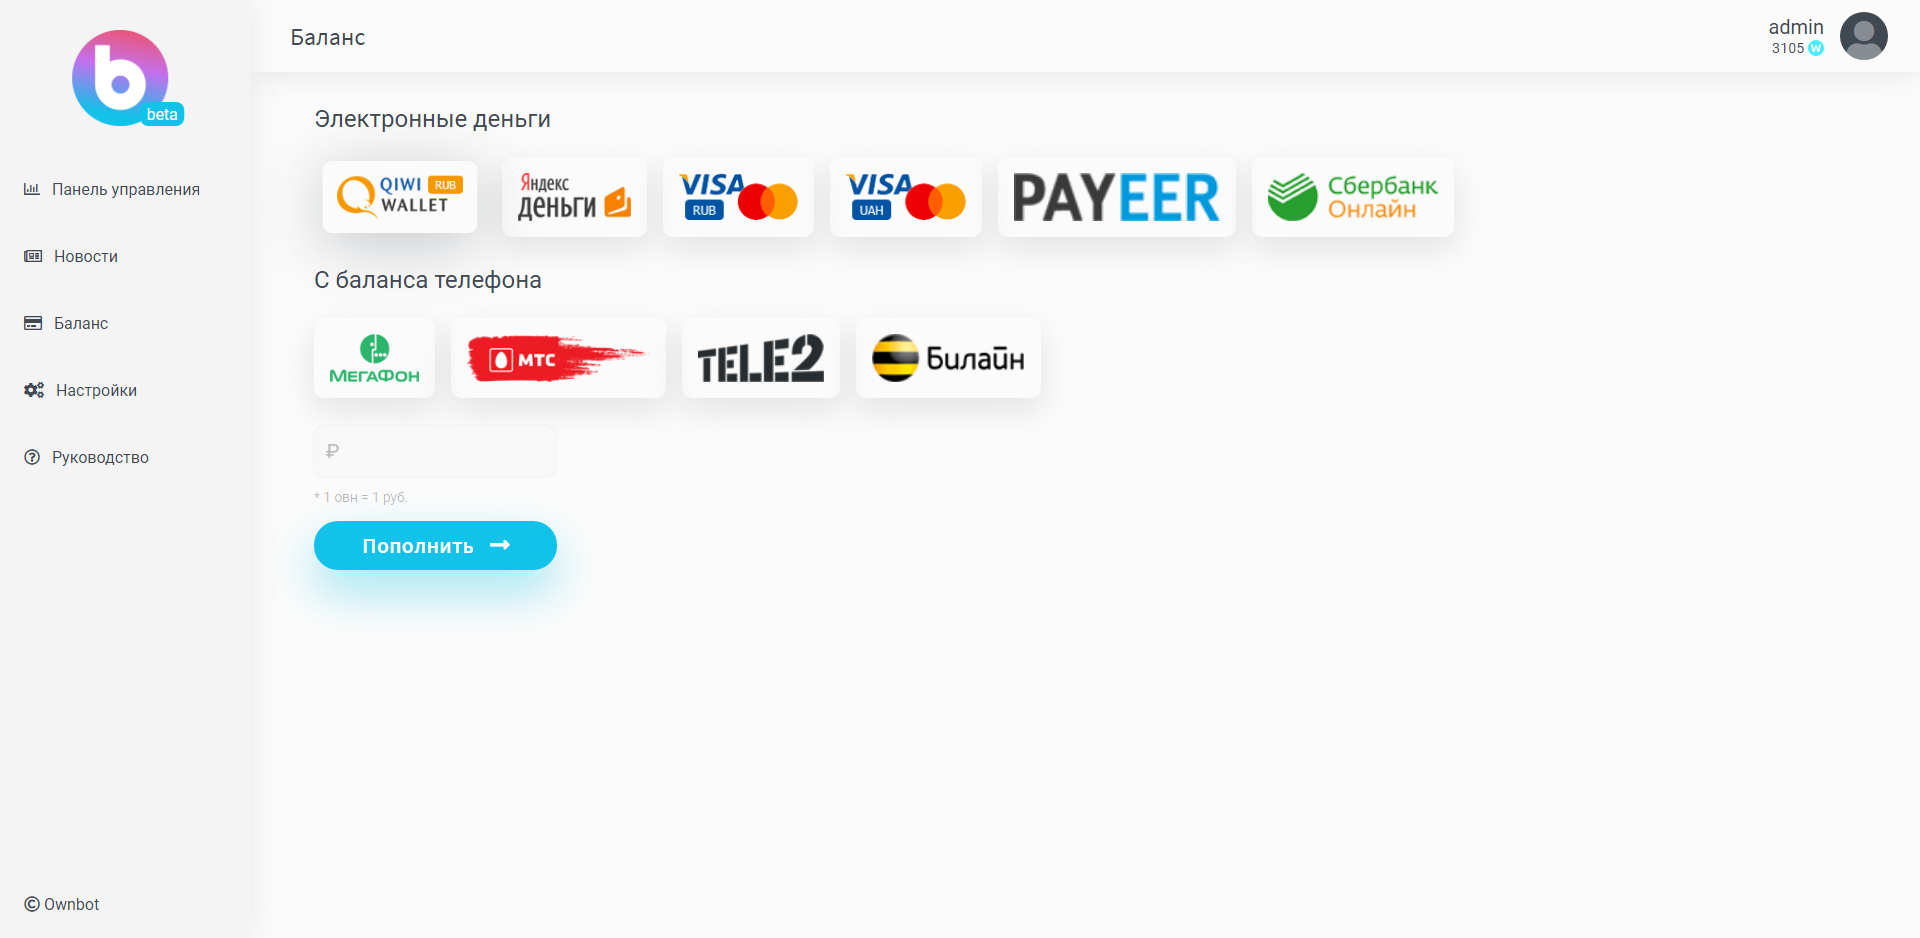 b
beta
Панель управления
Новости
Баланс
Настройки
Руководство
© Ownbot
Баланс
admin
3105 W
Электронные деньги
QIWI RUB
WALLET
Яндекс
деньги
VISA
RUB
VISA
UAH
PAYEER
Сбербанк
Онлайн
С баланса телефона
МЕГАФОН
МТС
TELE2
Билайн
₽
* 1 овн = 1 руб.
Пополнить